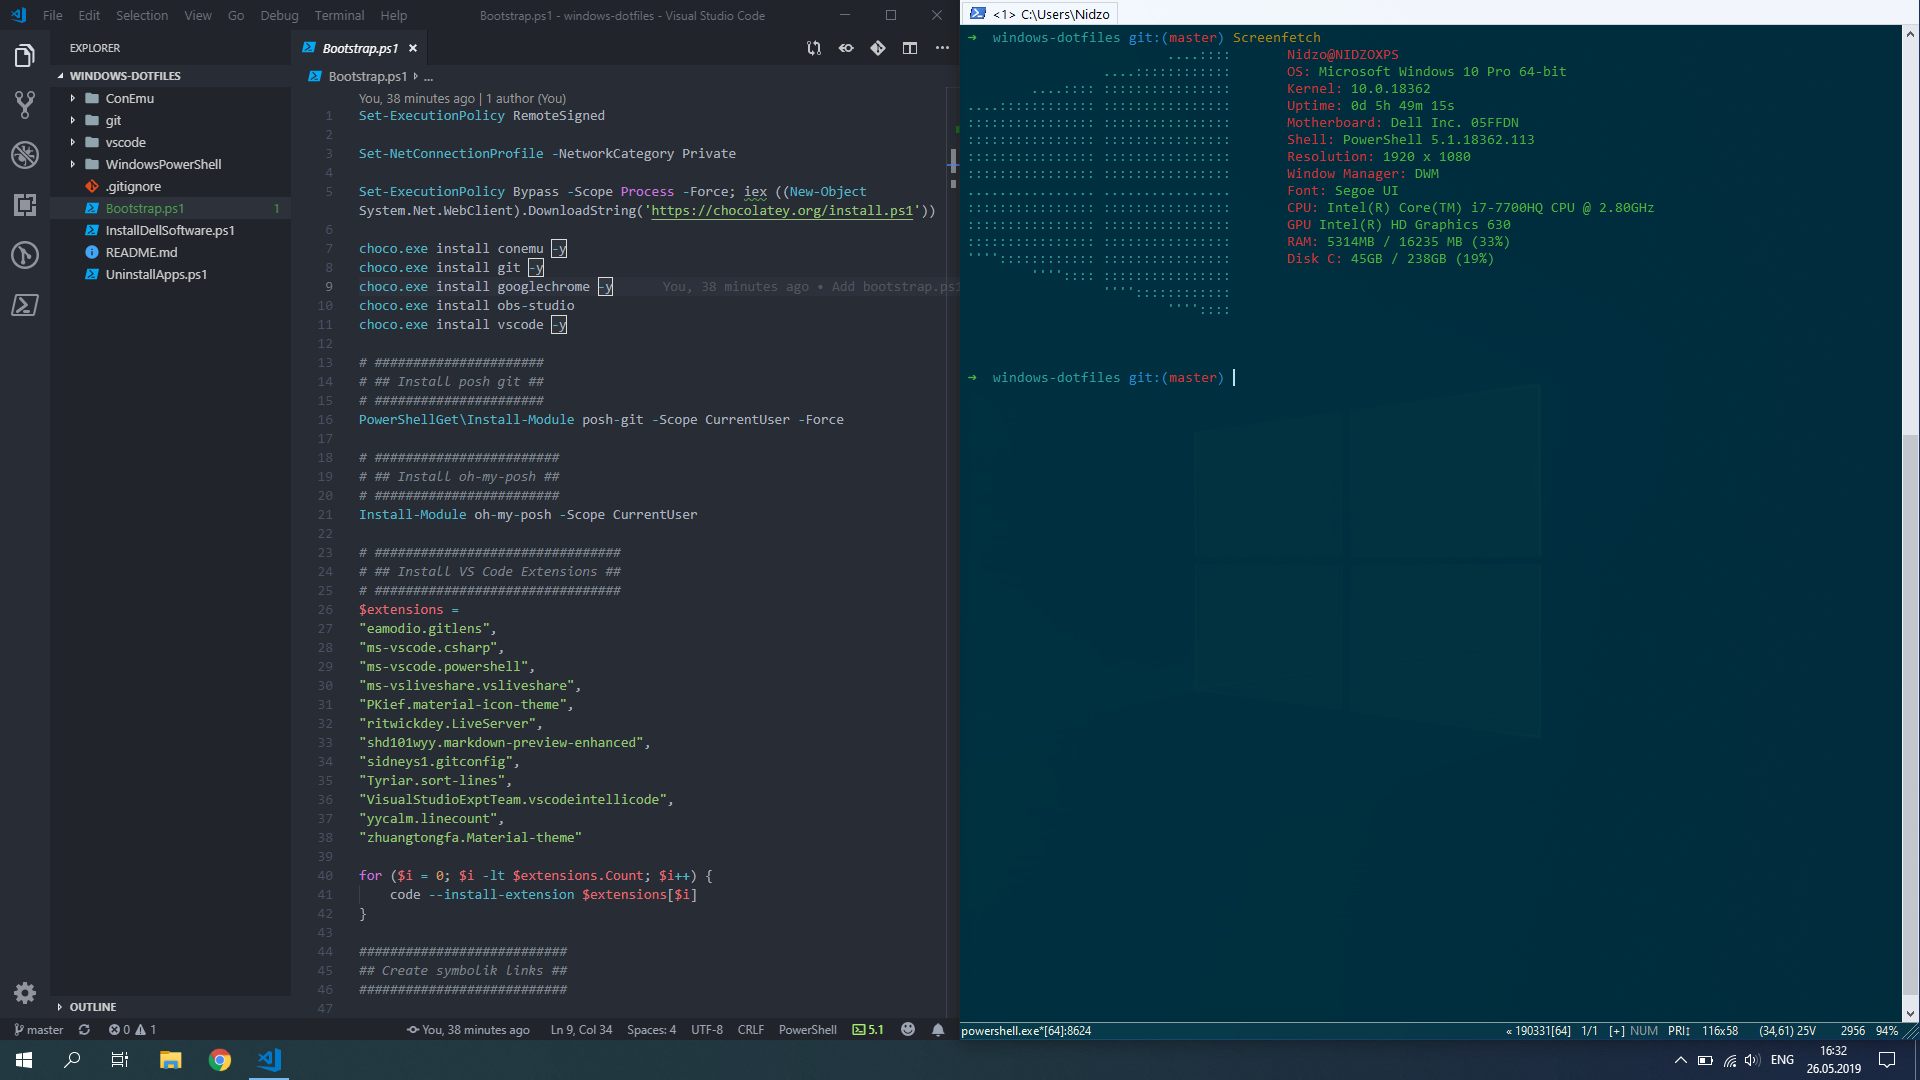 File Edit Selection View Go Debug Terminal Help
Bootstrap.ps1 - windows-dotfiles - Visual Studio Code
EXPLORER
WINDOWS-DOTFILES
ConEmu
git
vscode
WindowsPowerShell
.gitignore
Bootstrap.ps1 1
InstallDellSoftware.ps1
README.md
UninstallApps.ps1
OUTLINE
Bootstrap.ps1
Bootstrap.ps1 ...
You, 38 minutes ago | 1 author (You)
1 Set-ExecutionPolicy RemoteSigned
2
3 Set-NetConnectionProfile -NetworkCategory Private
4
5 Set-ExecutionPolicy Bypass -Scope Process -Force; iex ((New-Object
System.Net.WebClient).DownloadString('https://chocolatey.org/install.ps1'))
6
7 choco.exe install conemu -y
8 choco.exe install git -y
9 choco.exe install googlechrome -y You, 38 minutes ago • Add bootstrap.ps1
10 choco.exe install obs-studio
11 choco.exe install vscode -y
12
13 # ######################
14 # ## Install posh git ##
15 # ######################
16 PowerShellGet\Install-Module posh-git -Scope CurrentUser -Force
17
18 # ########################
19 # ## Install oh-my-posh ##
20 # ########################
21 Install-Module oh-my-posh -Scope CurrentUser
22
23 # ################################
24 # ## Install VS Code Extensions ##
25 # ################################
26 $extensions =
27 "eamodio.gitlens",
28 "ms-vscode.csharp",
29 "ms-vscode.powershell",
30 "ms-vsliveshare.vsliveshare",
31 "PKief.material-icon-theme",
32 "ritwickdey.LiveServer",
33 "shd101wyy.markdown-preview-enhanced",
34 "sidneys1.gitconfig",
35 "Tyriar.sort-lines",
36 "VisualStudioExptTeam.vscodeintellicode",
37 "yycalm.linecount",
38 "zhuangtongfa.Material-theme"
39
40 for ($i = 0; $i -lt $extensions.Count; $i++) {
41 code --install-extension $extensions[$i]
42 }
43
44 ###########################
45 ## Create symbolik links ##
46 ###########################
47
master 0 1 You, 38 minutes ago Ln 9, Col 34 Spaces: 4 UTF-8 CRLF PowerShell 5.1
<1> C:\Users\Nidzo
→ windows-dotfiles git:(master) Screenfetch
Nidzo@NIDZOXPS
OS: Microsoft Windows 10 Pro 64-bit
Kernel: 10.0.18362
Uptime: 0d 5h 49m 15s
Motherboard: Dell Inc. 05FFDN
Shell: PowerShell 5.1.18362.113
Resolution: 1920 x 1080
Window Manager: DWM
Font: Segoe UI
CPU: Intel(R) Core(TM) i7-7700HQ CPU @ 2.80GHz
GPU Intel(R) HD Graphics 630
RAM: 5314MB / 16235 MB (33%)
Disk C: 45GB / 238GB (19%)
→ windows-dotfiles git:(master)
powershell.exe*[64]:8624 « 190331[64] 1/1 [+] NUM PRI↕ 116x58 (34,61) 25V 2956 94%
ENG
16:32
26.05.2019